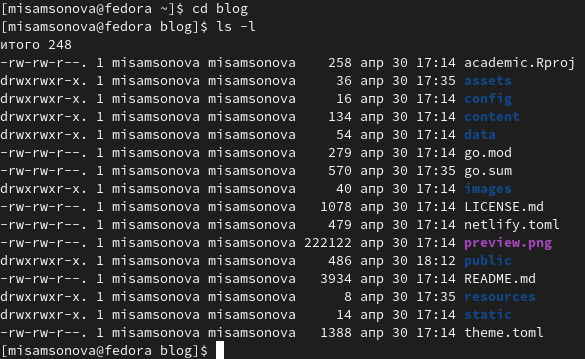 [misamsonova@fedora ~]$ cd blog
[misamsonova@fedora blog]$ ls -l
итого 248
-rw-rw-r--. 1 misamsonova misamsonova    258 апр 30 17:14 academic.Rproj
drwxrwxr-x. 1 misamsonova misamsonova     36 апр 30 17:35 assets
drwxrwxr-x. 1 misamsonova misamsonova     16 апр 30 17:14 config
drwxrwxr-x. 1 misamsonova misamsonova    134 апр 30 17:14 content
drwxrwxr-x. 1 misamsonova misamsonova     54 апр 30 17:14 data
-rw-rw-r--. 1 misamsonova misamsonova    279 апр 30 17:14 go.mod
-rw-rw-r--. 1 misamsonova misamsonova    570 апр 30 17:35 go.sum
drwxrwxr-x. 1 misamsonova misamsonova     40 апр 30 17:14 images
-rw-rw-r--. 1 misamsonova misamsonova   1078 апр 30 17:14 LICENSE.md
-rw-rw-r--. 1 misamsonova misamsonova    479 апр 30 17:14 netlify.toml
-rw-rw-r--. 1 misamsonova misamsonova 222122 апр 30 17:14 preview.png
drwxrwxr-x. 1 misamsonova misamsonova    486 апр 30 18:12 public
-rw-rw-r--. 1 misamsonova misamsonova   3934 апр 30 17:14 README.md
drwxrwxr-x. 1 misamsonova misamsonova      8 апр 30 17:35 resources
drwxrwxr-x. 1 misamsonova misamsonova     14 апр 30 17:14 static
-rw-rw-r--. 1 misamsonova misamsonova   1388 апр 30 17:14 theme.toml
[misamsonova@fedora blog]$